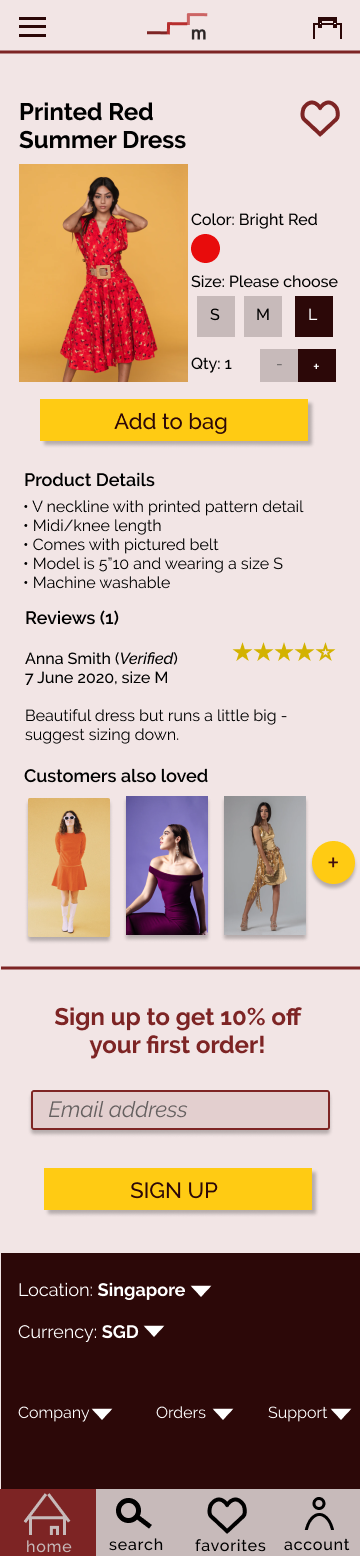 m
Printed Red
Summer Dress
Color: Bright Red
Size: Please choose
S M L
Qty: 1 - +
Add to bag
Product Details
• V neckline with printed pattern detail
• Midi/knee length
• Comes with pictured belt
• Model is 5”10 and wearing a size S
• Machine washable
Reviews (1)
Anna Smith (Verified)
7 June 2020, size M
Beautiful dress but runs a little big -
suggest sizing down.
Customers also loved
+
Sign up to get 10% off
your first order!
Email address
SIGN UP
Location: Singapore
Currency: SGD
Company Orders Support
home search favorites account